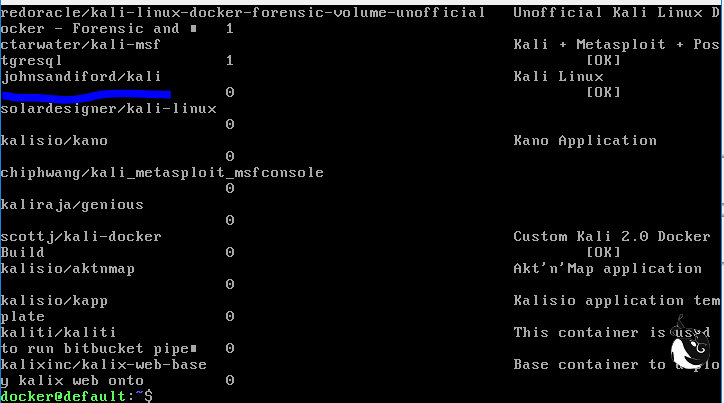 redoracle/kali-linux-docker-forensic-volume-unofficial Unofficial Kali Linux D
ocker - Forensic and 1
ctarwater/kali-msf Kali + Metasploit + Pos
tgresql 1 [OK]
johnsandiford/kali Kali Linux
0 [OK]
solardesigner/kali-linux
0
kalisio/kano Kano Application
0
chiphwang/kali_metasploit_msfconsole
0
kaliraja/genious
0
scottj/kali-docker Custom Kali 2.0 Docker
Build 0 [OK]
kalisio/aktnmap Akt'n'Map application
0
kalisio/kapp Kalisio application tem
plate 0
kaliti/kaliti This container is used
to run bitbucket pipe 0
kalixinc/kalix-web-base Base container to deplo
y kalix web onto 0
docker@default:~$